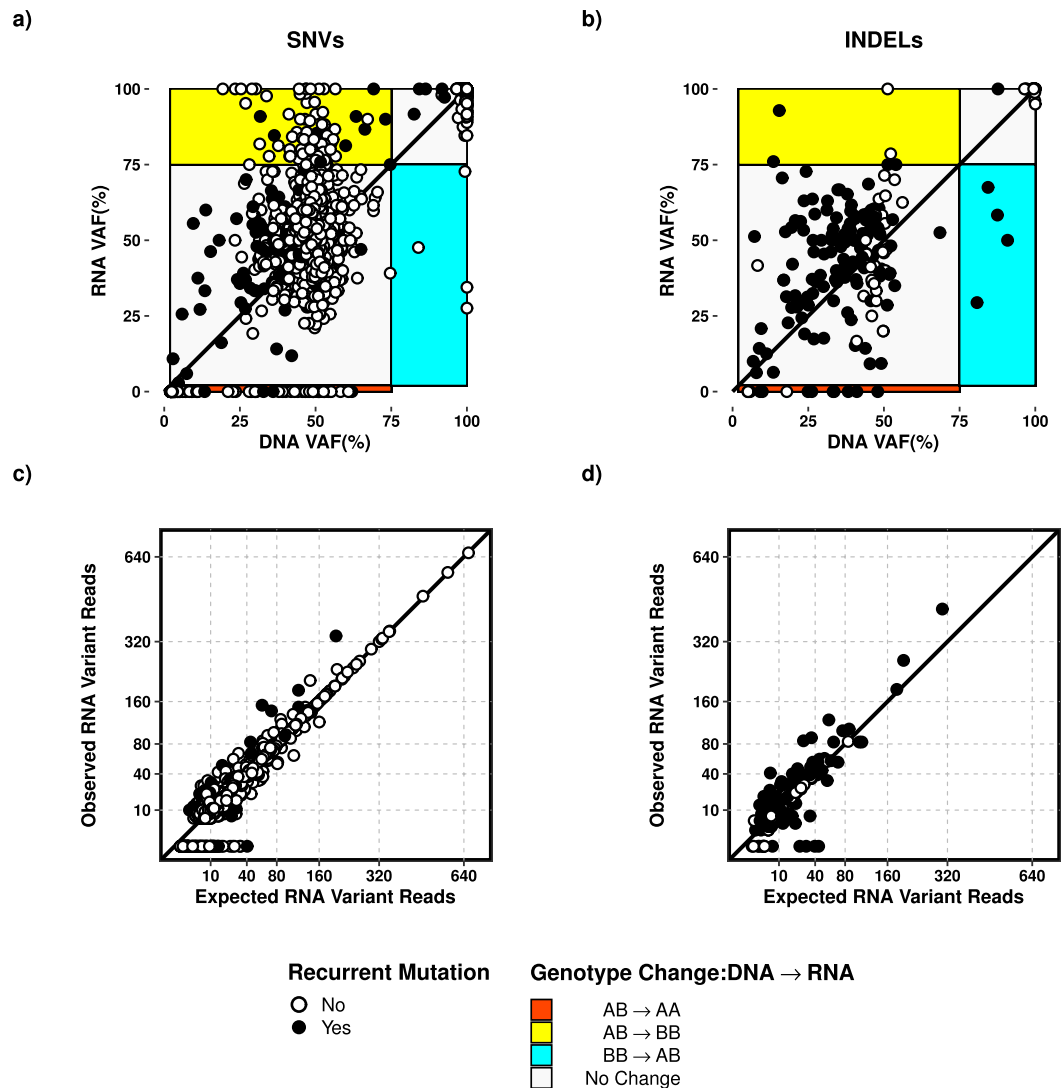 a)
SNVs
RNA VAF(%)
100
75
50
25
0
0 25 50 75 100
DNA VAF(%)
b)
INDELs
RNA VAF(%)
100
75
50
25
0
0 25 50 75 100
DNA VAF(%)
c)
Observed RNA Variant Reads
640
320
160
80
40
10
10 40 80 160 320 640
Expected RNA Variant Reads
d)
Observed RNA Variant Reads
640
320
160
80
40
10
10 40 80 160 320 640
Expected RNA Variant Reads
Recurrent Mutation
No
Yes
Genotype Change:DNA → RNA
AB → AA
AB → BB
BB → AB
No Change